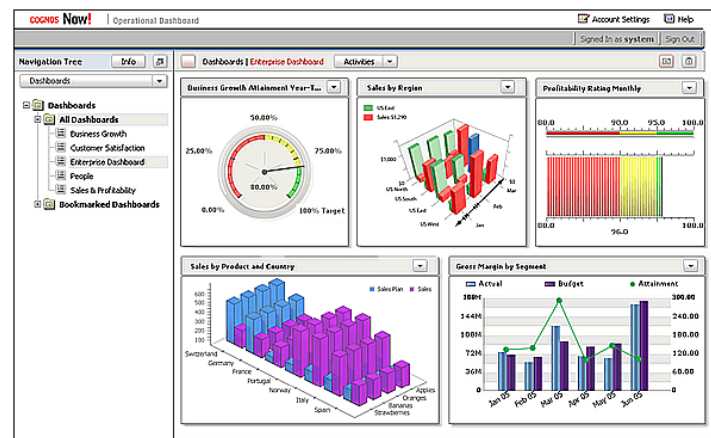 COGNOS Now! | Operational Dashboard
Account Settings Help
Signed In as system Sign Out
Navigation Tree Info
Dashboards
Dashboards
All Dashboards
Business Growth
Customer Satisfaction
Enterprise Dashboard
People
Sales & Profitability
Bookmarked Dashboards
Dashboards | Enterprise Dashboard Activities
Business Growth Attainment Year-T...
50.00%
25.00% 75.00%
80.00%
0.00% 100% Target
Sales by Region
US East
Sales $1,290
$1,000
$0
US North
US South
US East
US West
$0
Mar
Feb
Jan
Profitability Rating Monthly
80.0 90.0 95.0 100.0
80.0 100.0
96.0
Sales by Product and Country
Sales Plan Sales
600
500
400
300
200
100
Switzerland
Germany
France
Portugal
Norway
Italy
Spain
Apples
Oranges
Bananas
Strawberries
Gross Margin by Segment
Actual Budget Attainment
180M 300.00
144M 240.00
108M 180.00
72M 120.00
36M 60.00
0 0
Jan 05 Feb 05 Mar 05 Apr 05 May 05 Jun 05